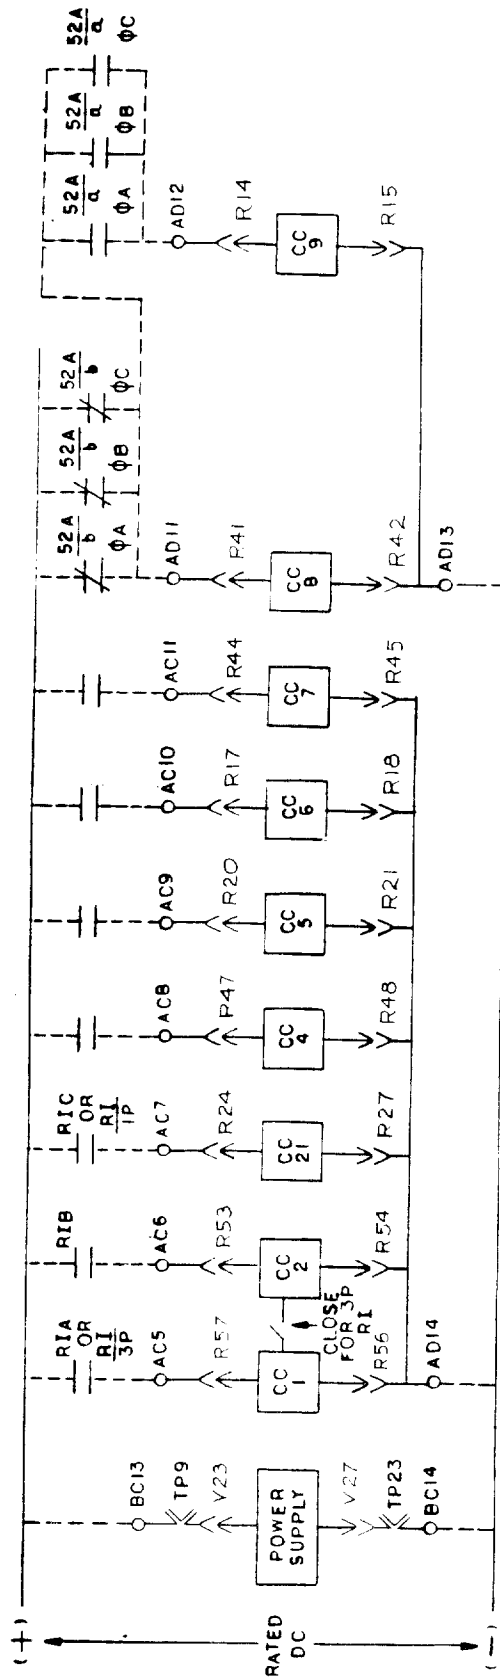 (+)
RATED
DC
(—)
BC13
TP9
V23
POWER
SUPPLY
V27
TP23
BC14
RIA
OR
RI
3P
AC5
R57
CC
1
CLOSE
FOR 3P
RI
R56
AD14
RIB
AC6
R53
CC
2
R54
RIC
OR
RI
1P
AC7
R24
CC
21
R27
AC8
R47
CC
4
R48
AC9
R20
CC
5
R21
AC10
R17
CC
6
R18
AC11
R44
CC
7
R45
52A
b
ΦA
52A
b
ΦB
52A
b
ΦC
AD11
R41
CC
8
R42
AD13
52A
a
ΦA
52A
a
ΦB
52A
a
ΦC
AD12
R14
CC
9
R15